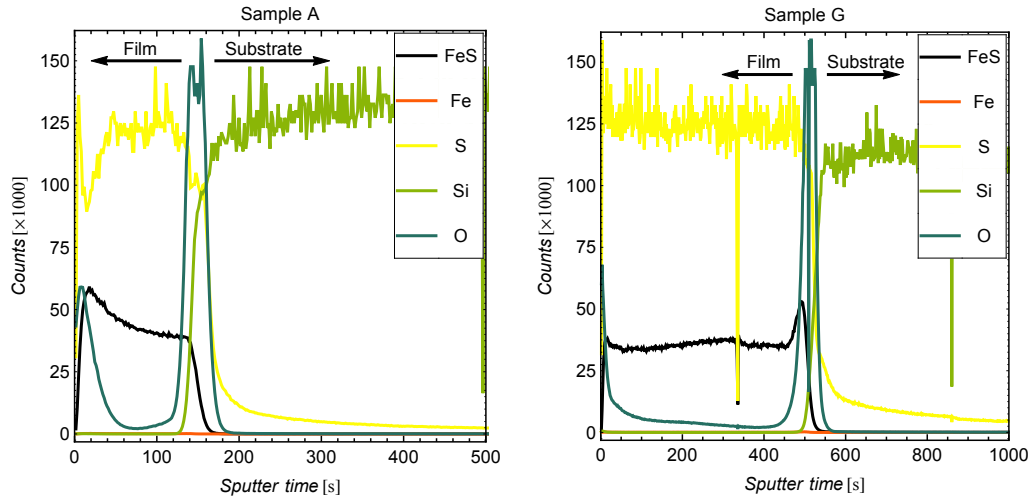 Sample A
Film
Substrate
FeS
Fe
S
Si
O
Counts [×1000]
150
125
100
75
50
25
0
0
100
200
300
400
500
Sputter time [s]
Sample G
Film
Substrate
FeS
Fe
S
Si
O
Counts [×1000]
150
125
100
75
50
25
0
0
200
400
600
800
1000
Sputter time [s]